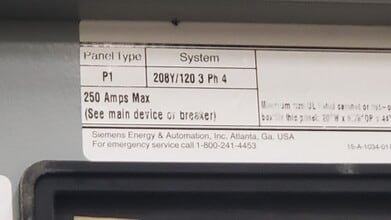 Panel Type System
P1 208Y/120 3 Ph 4
250 Amps Max
(See main device or breaker)
Siemens Energy & Automation, Inc. Atlanta, Ga. USA
For emergency service call 1-800-241-4453